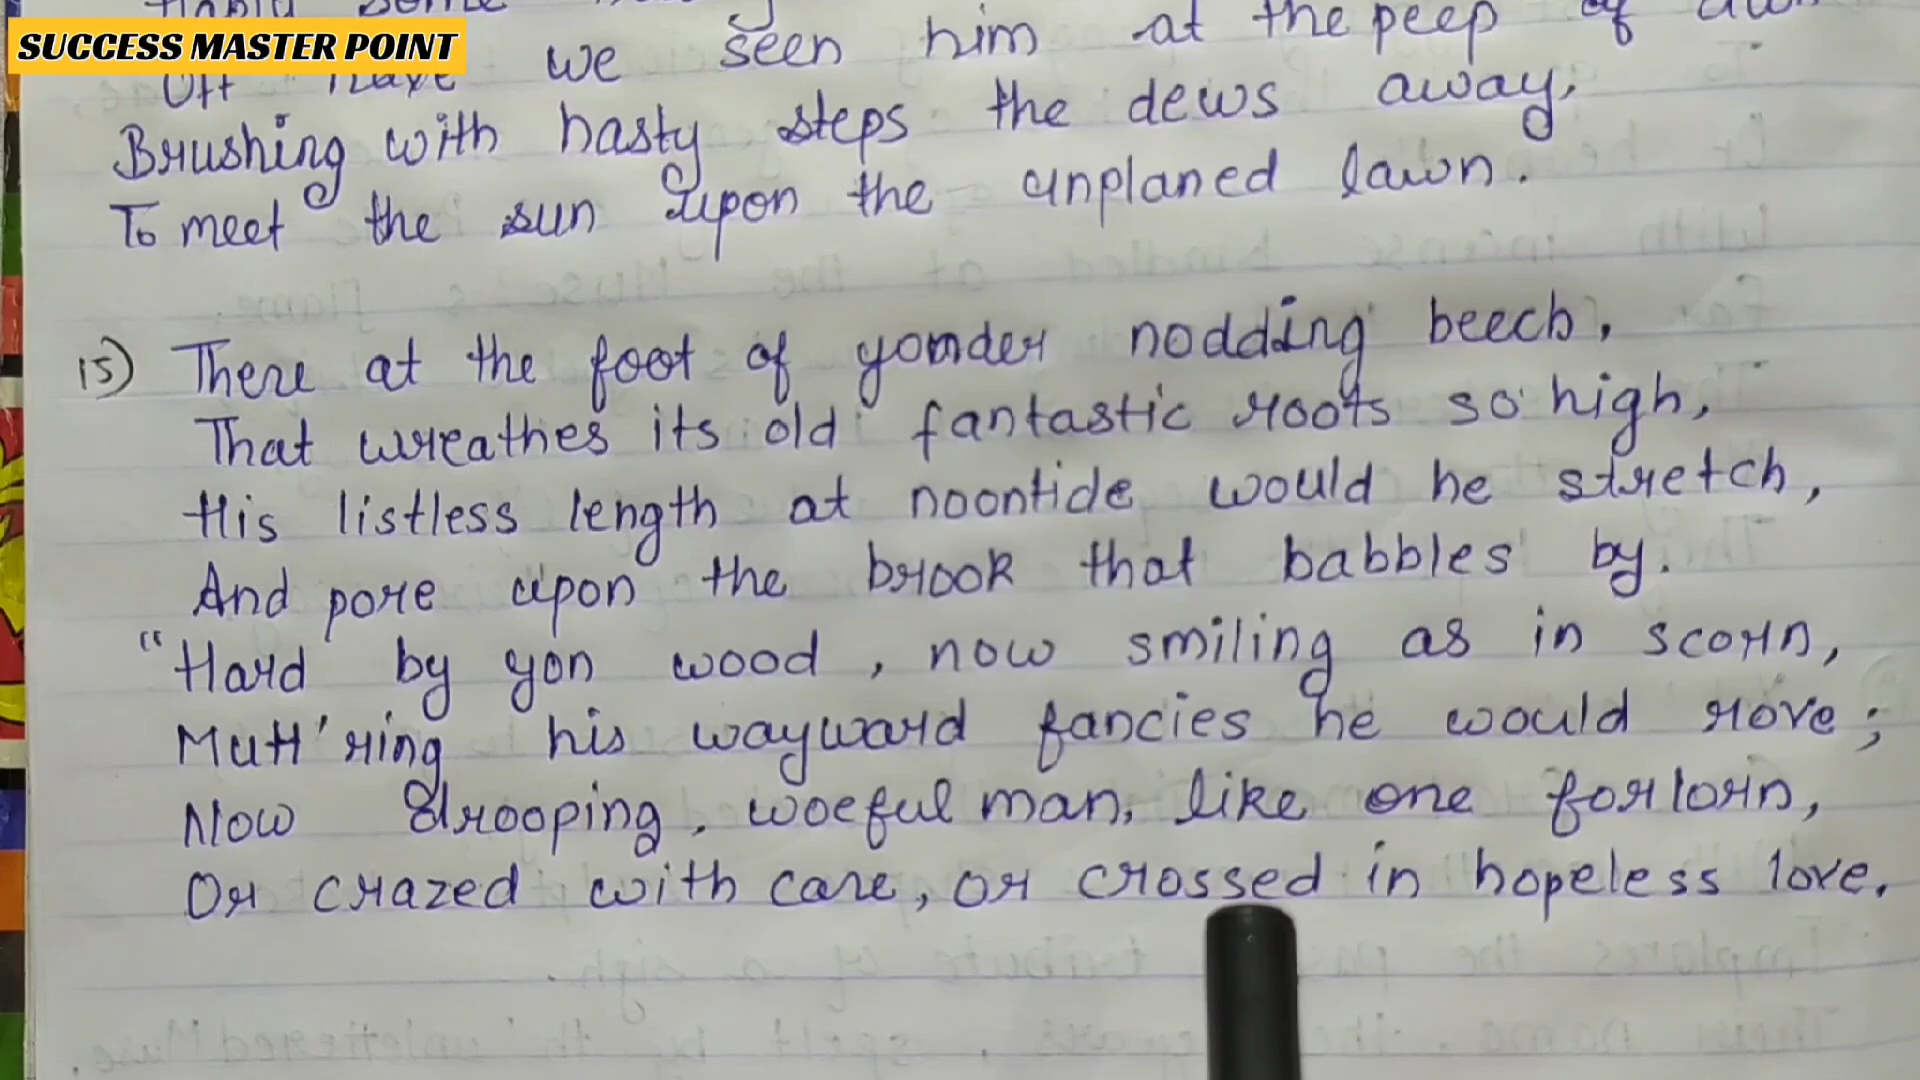 SUCCESS MASTER POINT
some
Oft have we seen him at the peep of
Brushing with hasty steps the dews away,
To meet the sun upon the unplaned lawn.
15) There at the foot of yonder nodding beech,
That wreathes its old fantastic roots so high,
His listless length at noontide would he stretch,
And pore upon the brook that babbles by.
"Hard by yon wood, now smiling as in scorn,
Mutt'ring his wayward fancies he would rove;
Now drooping, woeful man, like one forlorn,
Or crazed with care, or crossed in hopeless love.